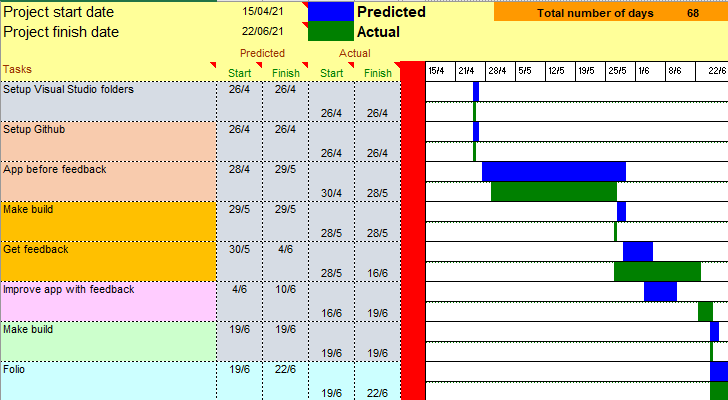 Project start date 15/04/21 Predicted Total number of days 68
Project finish date 22/06/21 Actual
Predicted Actual
Tasks Start Finish Start Finish 15/4 21/4 28/4 5/5 12/5 19/5 25/5 1/6 8/6 22/6
Setup Visual Studio folders 26/4 26/4
26/4 26/4
Setup Github 26/4 26/4
26/4 26/4
App before feedback 28/4 29/5
30/4 28/5
Make build 29/5 29/5
28/5 28/5
Get feedback 30/5 4/6
28/5 16/6
Improve app with feedback 4/6 10/6
16/6 19/6
Make build 19/6 19/6
19/6 19/6
Folio 19/6 22/6
19/6 22/6